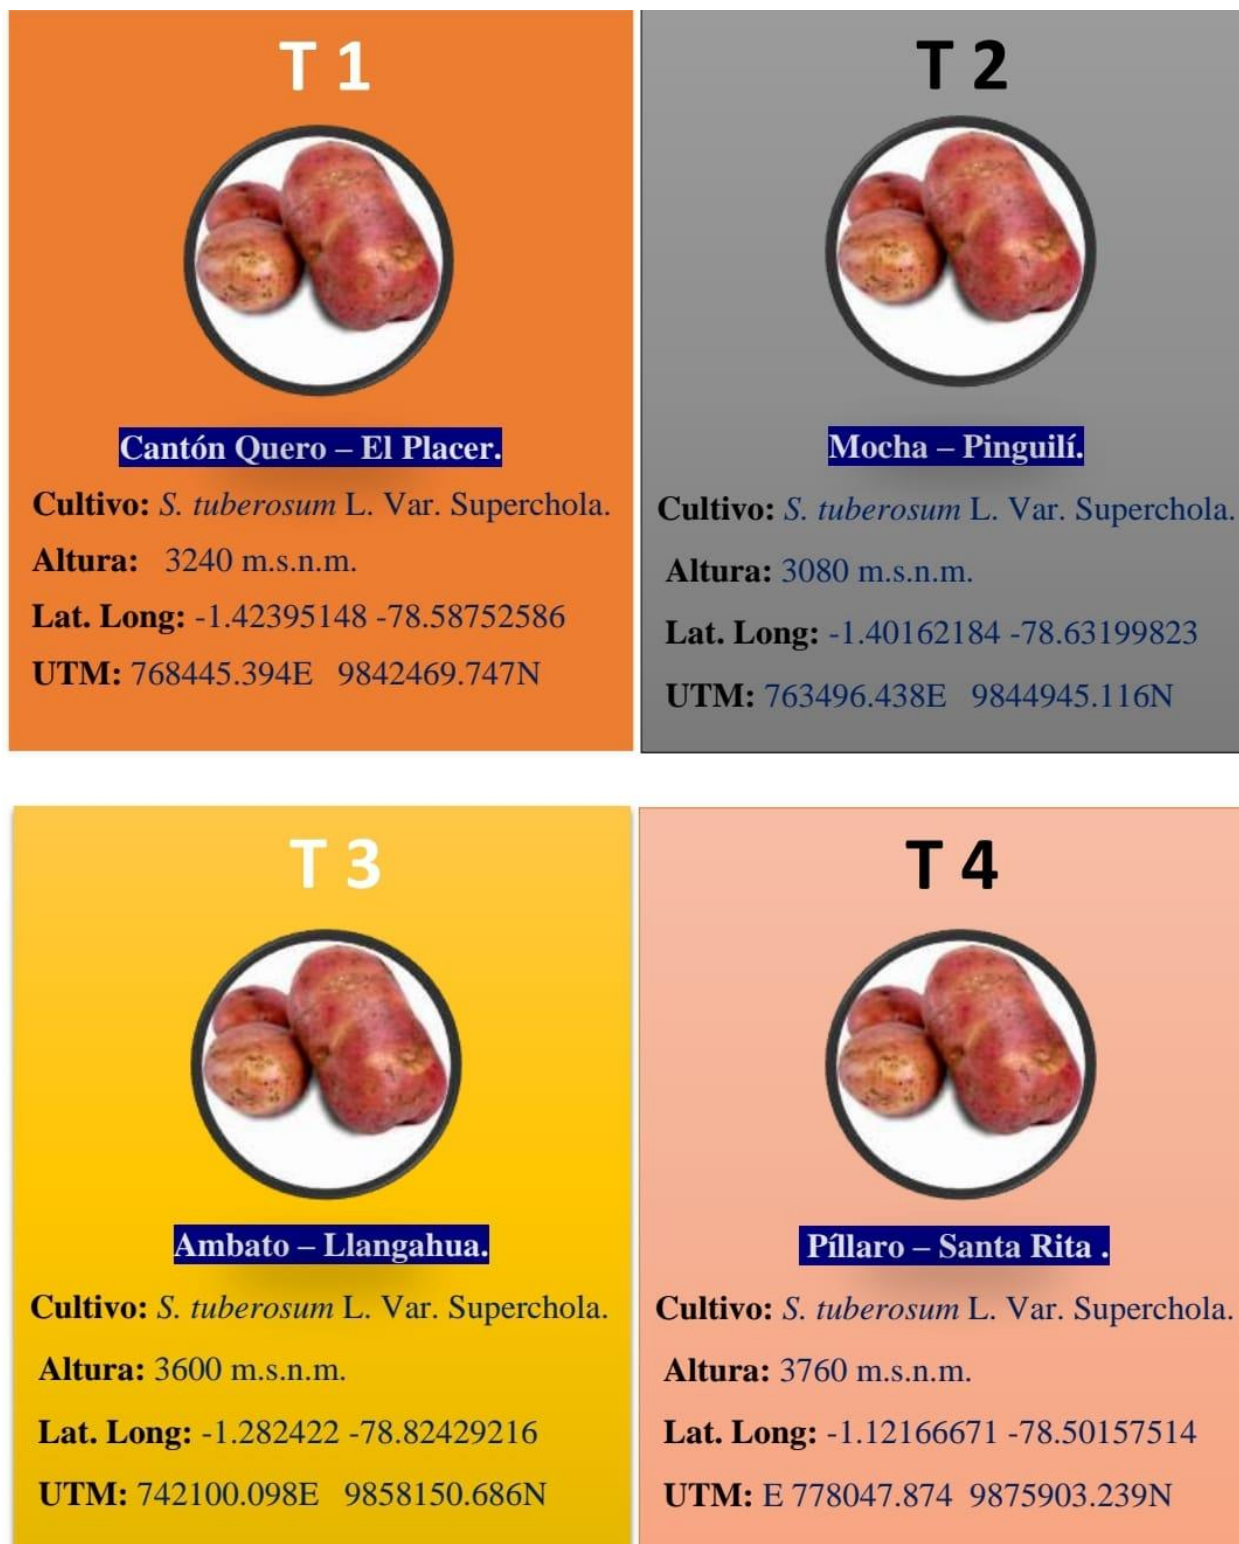 T 1
Cantón Quero – El Placer.
Cultivo: S. tuberosum L. Var. Superchola.
Altura: 3240 m.s.n.m.
Lat. Long: -1.42395148 -78.58752586
UTM: 768445.394E 9842469.747N
T 2
Mocha – Pinguilí.
Cultivo: S. tuberosum L. Var. Superchola.
Altura: 3080 m.s.n.m.
Lat. Long: -1.40162184 -78.63199823
UTM: 763496.438E 9844945.116N
T 3
Ambato – Llangahua.
Cultivo: S. tuberosum L. Var. Superchola.
Altura: 3600 m.s.n.m.
Lat. Long: -1.282422 -78.82429216
UTM: 742100.098E 9858150.686N
T 4
Píllaro – Santa Rita .
Cultivo: S. tuberosum L. Var. Superchola.
Altura: 3760 m.s.n.m.
Lat. Long: -1.12166671 -78.50157514
UTM: E 778047.874 9875903.239N